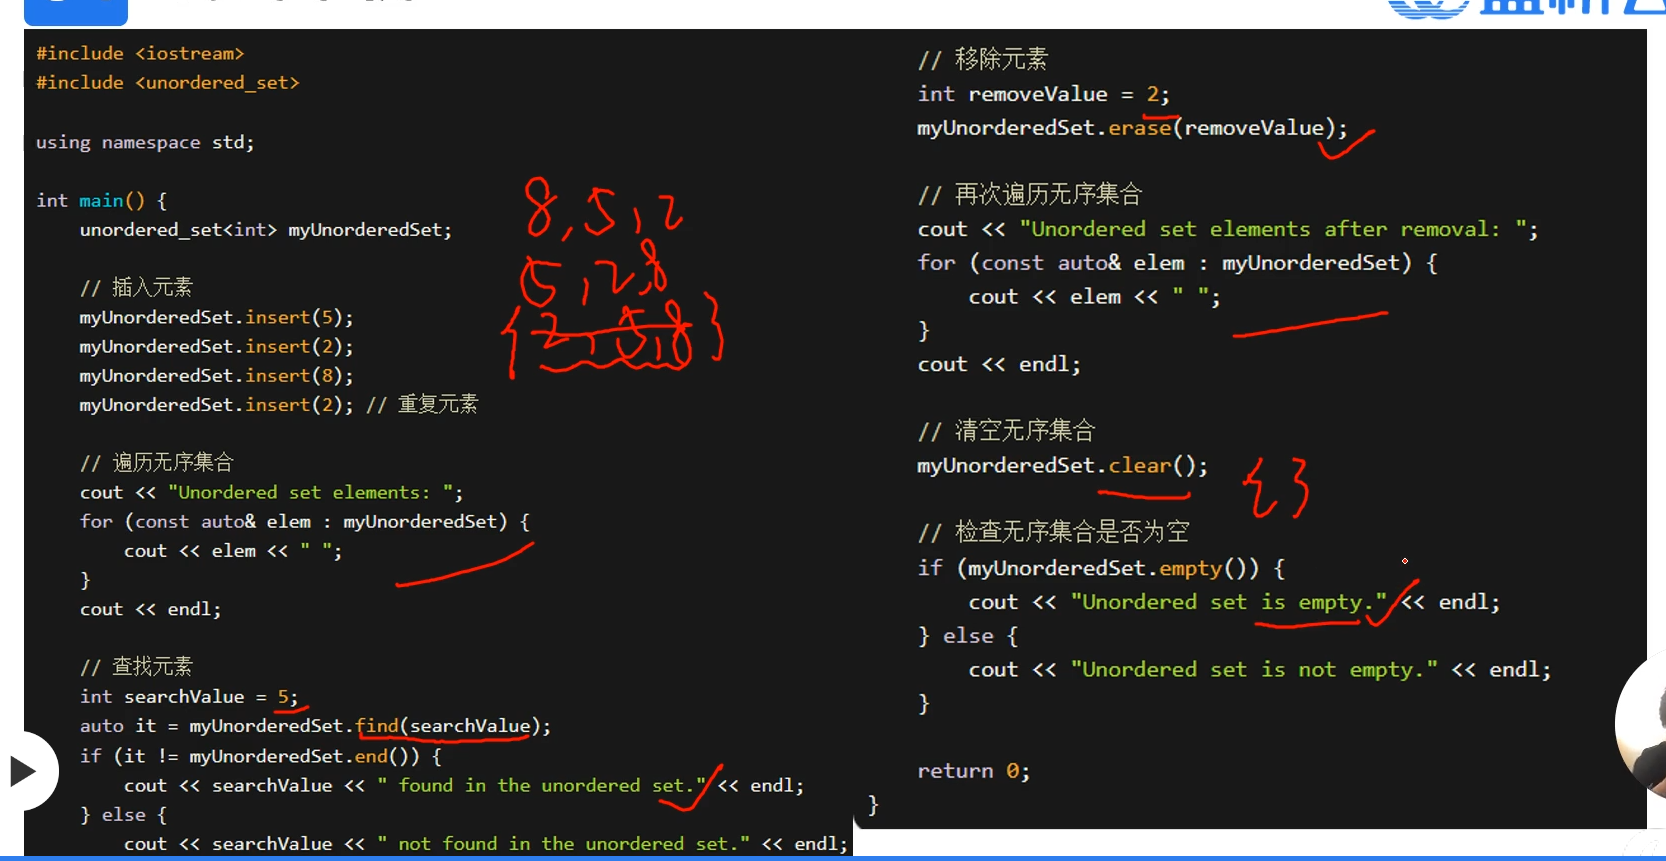 #include <iostream>
#include <unordered_set>
using namespace std;
int main() {
unordered_set<int> myUnorderedSet;
// 插入元素
myUnorderedSet.insert(5);
myUnorderedSet.insert(2);
myUnorderedSet.insert(8);
myUnorderedSet.insert(2); // 重复元素
// 遍历无序集合
cout << "Unordered set elements: ";
for (const auto& elem : myUnorderedSet) {
cout << elem << " ";
}
cout << endl;
// 查找元素
int searchValue = 5;
auto it = myUnorderedSet.find(searchValue);
if (it != myUnorderedSet.end()) {
cout << searchValue << " found in the unordered set." << endl;
} else {
cout << searchValue << " not found in the unordered set." << endl;
8,5,2
5,2,8
{2,5,8}
// 移除元素
int removeValue = 2;
myUnorderedSet.erase(removeValue);
// 再次遍历无序集合
cout << "Unordered set elements after removal: ";
for (const auto& elem : myUnorderedSet) {
cout << elem << " ";
}
cout << endl;
// 清空无序集合
myUnorderedSet.clear();
{}
// 检查无序集合是否为空
if (myUnorderedSet.empty()) {
cout << "Unordered set is empty." << endl;
} else {
cout << "Unordered set is not empty." << endl;
}
return 0;
}